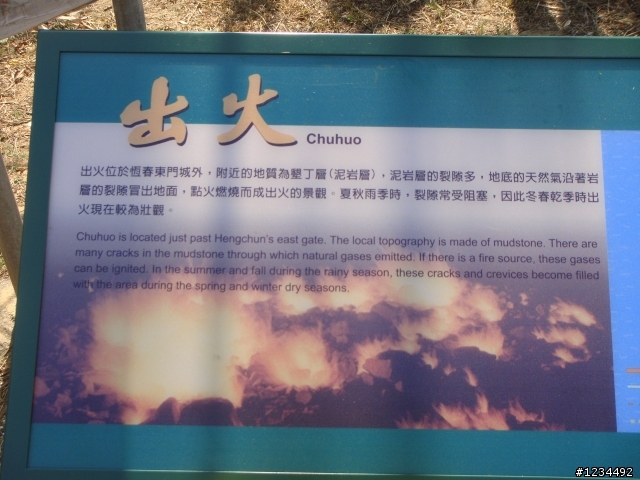 出火 Chuhuo
出火位於恆春東門城外，附近的地質為墾丁層(泥岩層)，泥岩層的裂隙多，地底的天然氣沿著岩
層的裂隙冒出地面，點火燃燒而成出火的景觀。夏秋雨季時，裂隙常受阻塞，因此冬春乾季時出
火現在較為壯觀。
Chuhuo is located just past Hengchun's east gate. The local topography is made of mudstone. There are
many cracks in the mudstone through which natural gases emitted. If there is a fire source, these gases
can be ignited. In the summer and fall during the rainy season, these cracks and crevices become filled
with the area during the spring and winter dry seasons.
#1234492